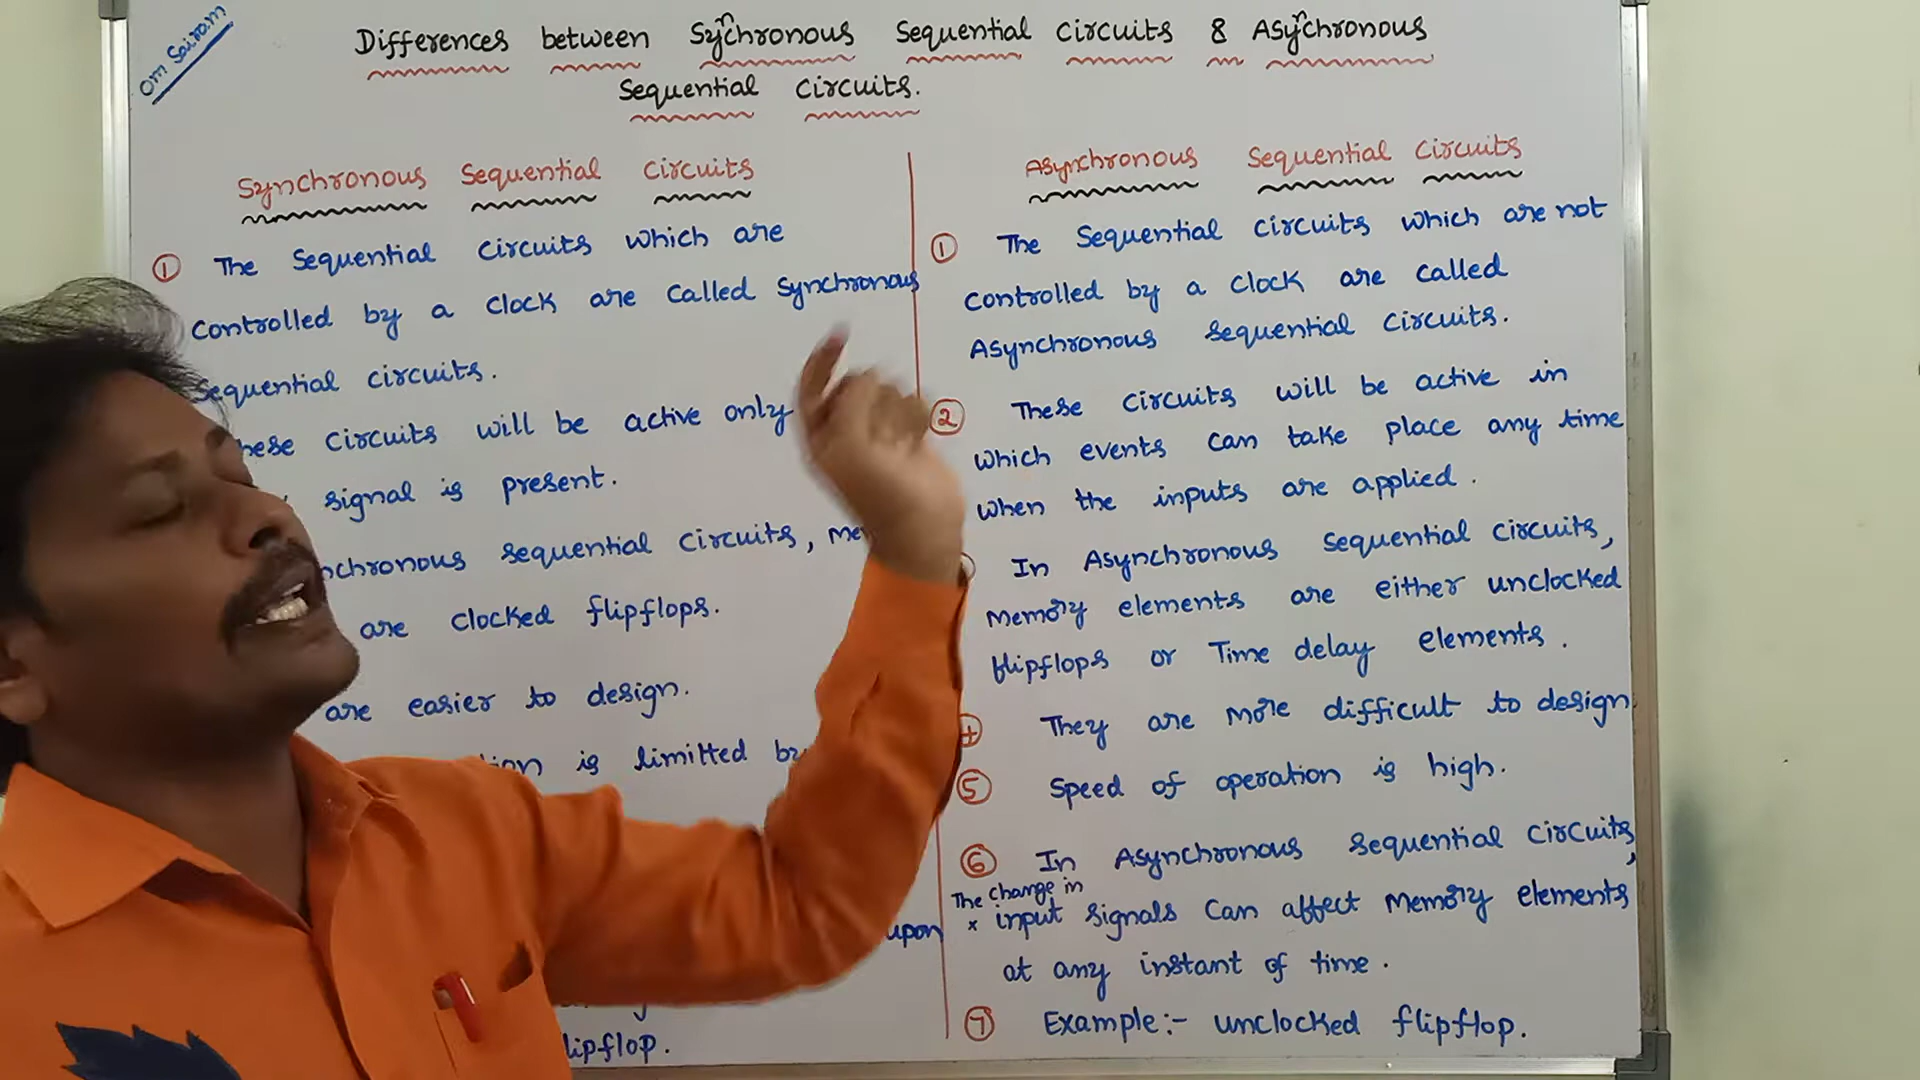 Om Sairam
Differences between Synchronous Sequential Circuits & Asynchronous
Sequential Circuits.
Synchronous Sequential Circuits
① The Sequential circuits which are
controlled by a clock are called Synchronous
Sequential circuits.
circuits will be active only
signal is present.
sequential circuits,
are clocked flipflops.
are easier to design.
is limitted by
upon
flipflop.
Asynchronous Sequential Circuits
① The Sequential circuits which are not
controlled by a clock are called
Asynchronous sequential circuits.
② These circuits will be active in
which events can take place any time
when the inputs are applied.
In Asynchronous sequential circuits,
Memory elements are either unclocked
flipflops or Time delay elements.
④ They are more difficult to design
⑤ Speed of operation is high.
⑥ In Asynchronous sequential circuits,
The change in
x input signals can affect memory elements
at any instant of time.
⑦ Example:- unclocked flipflop.